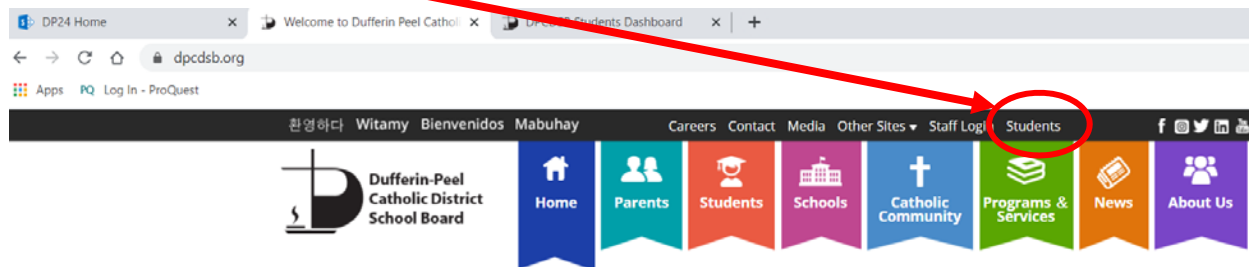 DP24 Home
Welcome to Dufferin Peel Cathol
Students Dashboard
dpcdsb.org
Apps PQ Log In - ProQuest
환영하다 Witamy Bienvenidos Mabuhay Careers Contact Media Other Sites Staff Login Students
Dufferin-Peel
Catholic District
School Board
Home
Parents
Students
Schools
Catholic
Community
Programs &
Services
News
About Us